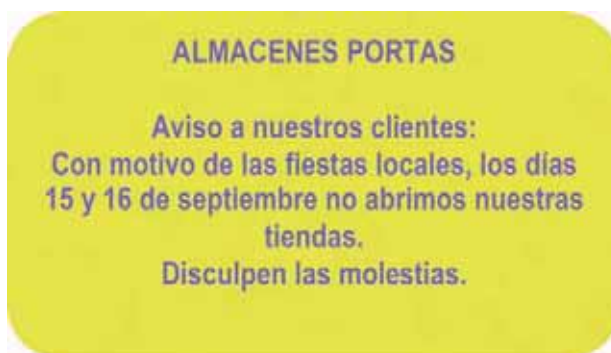 ALMACENES PORTAS
Aviso a nuestros clientes:
Con motivo de las fiestas locales, los días
15 y 16 de septiembre no abrimos nuestras
tiendas.
Disculpen las molestias.